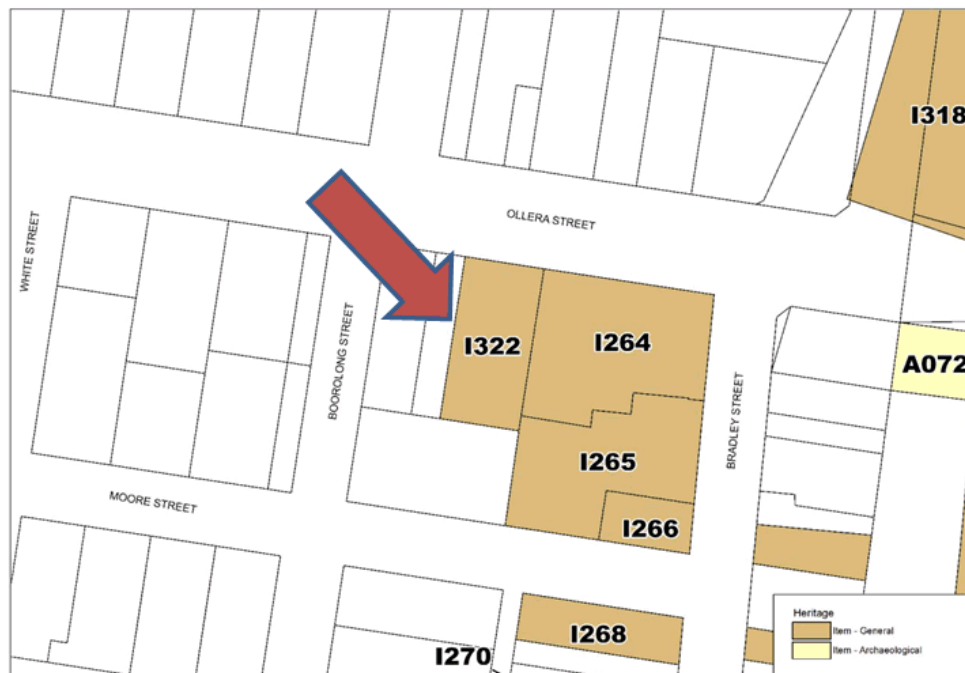 I318
OLLERA STREET
WHITE STREET
I322
I264
BOOROLONG STREET
A072
BRADLEY STREET
I265
MOORE STREET
I266
I268
I270
Heritage
Item - General
Item - Archaeological